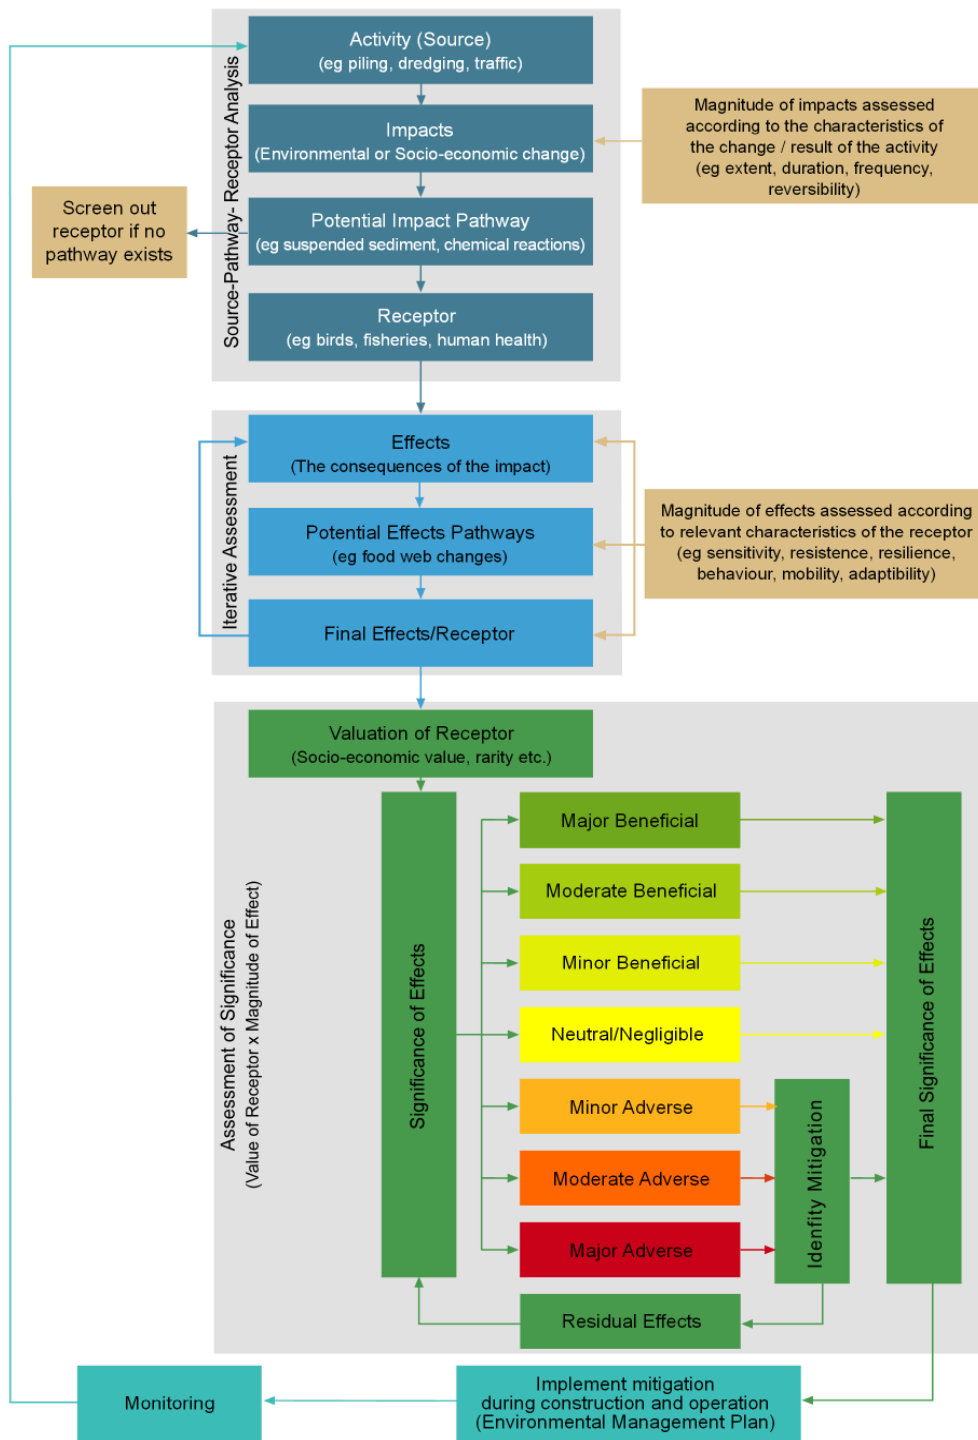 Activity (Source)
(eg piling, dredging, traffic)
Impacts
(Environmental or Socio-economic change)
Potential Impact Pathway
(eg suspended sediment, chemical reactions)
Receptor
(eg birds, fisheries, human health)
Source-Pathway- Receptor Analysis
Magnitude of impacts assessed
according to the characteristics of
the change / result of the activity
(eg extent, duration, frequency,
reversibility)
Screen out
receptor if no
pathway exists
Effects
(The consequences of the impact)
Potential Effects Pathways
(eg food web changes)
Final Effects/Receptor
Iterative Assessment
Magnitude of effects assessed according
to relevant characteristics of the receptor
(eg sensitivity, resistence, resilience,
behaviour, mobility, adaptibility)
Valuation of Receptor
(Socio-economic value, rarity etc.)
Assessment of Significance
(Value of Receptor x Magnitude of Effect)
Significance of Effects
Major Beneficial
Moderate Beneficial
Minor Beneficial
Neutral/Negligible
Minor Adverse
Moderate Adverse
Major Adverse
Idenfity Mitigation
Final Significance of Effects
Residual Effects
Monitoring
Implement mitigation
during construction and operation
(Environmental Management Plan)